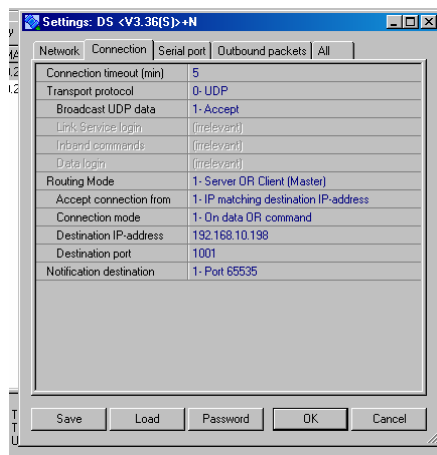 Settings: DS <V3.36(S)>+N
Network Connection Serial port Outbound packets All
Connection timeout (min) 5
Transport protocol 0- UDP
Broadcast UDP data 1- Accept
Link Service login (irrelevant)
Inband commands (irrelevant)
Data login (irrelevant)
Routing Mode 1- Server OR Client (Master)
Accept connection from 1- IP matching destination IP-address
Connection mode 1- On data OR command
Destination IP-address 192.168.10.198
Destination port 1001
Notification destination 1- Port 65535
Save Load Password OK Cancel